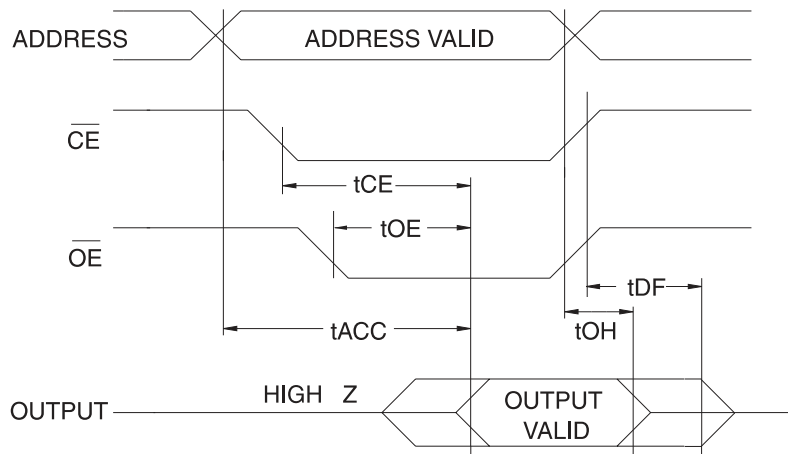 ADDRESS
ADDRESS VALID
CE
tCE
tOE
OE
tDF
tACC
tOH
HIGH Z
OUTPUT
OUTPUT
VALID